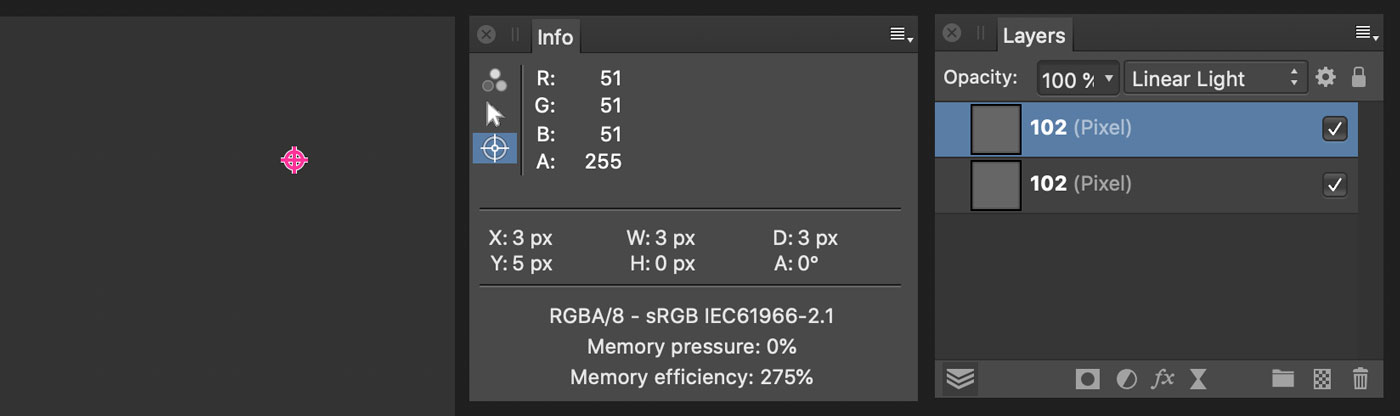 Info
R: 51
G: 51
B: 51
A: 255
X: 3 px W: 3 px D: 3 px
Y: 5 px H: 0 px A: 0°
RGBA/8 - sRGB IEC61966-2.1
Memory pressure: 0%
Memory efficiency: 275%
Layers
Opacity: 100 % Linear Light
102 (Pixel)
102 (Pixel)
fx